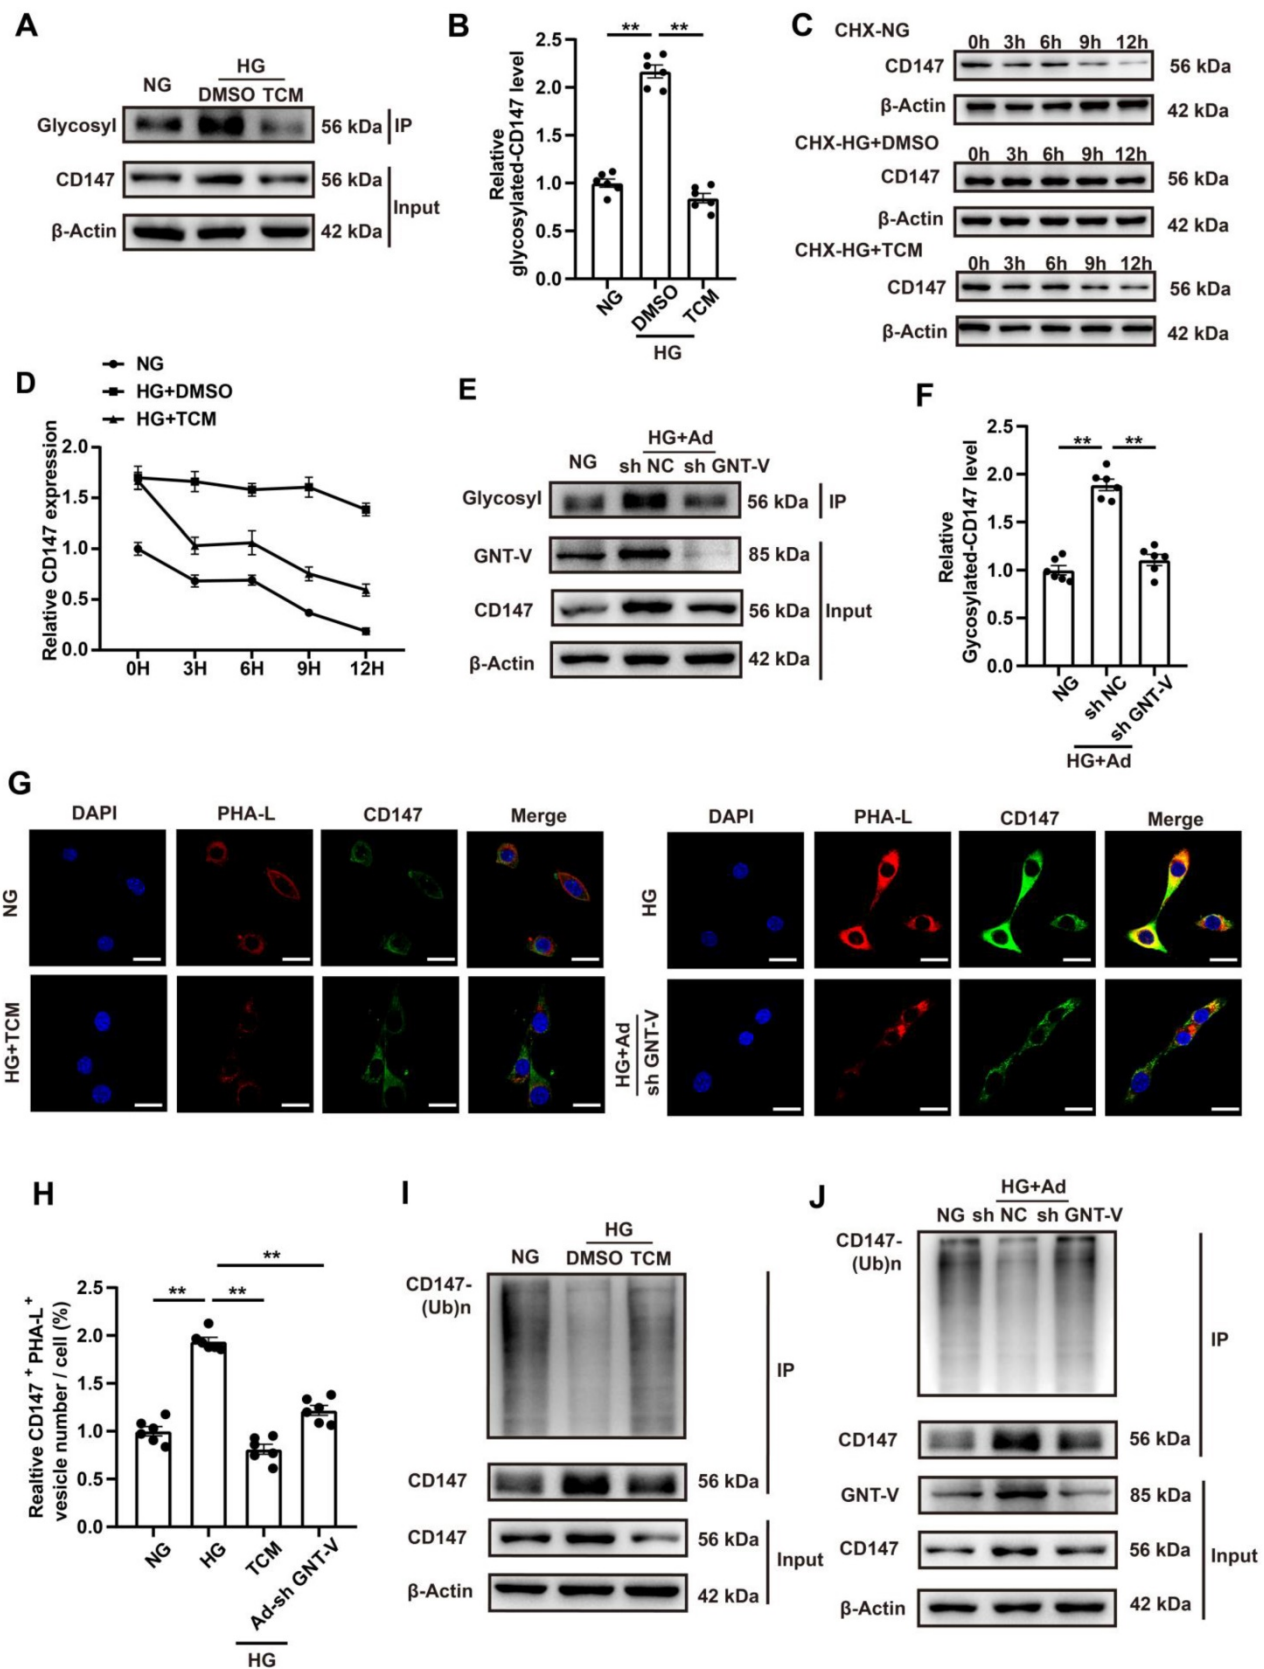 A
HG
NG
DMSO TCM
Glycosyl
56 kDa
IP
CD147
56 kDa
Input
β-Actin
42 kDa
B
**
**
Relative
glycosylated-CD147 level
2.5
2.0
1.5
1.0
0.5
0.0
NG
DMSO
TCM
HG
C
CHX-NG
0h 3h 6h 9h 12h
CD147
56 kDa
β-Actin
42 kDa
CHX-HG+DMSO
0h 3h 6h 9h 12h
CD147
56 kDa
β-Actin
42 kDa
CHX-HG+TCM
0h 3h 6h 9h 12h
CD147
56 kDa
β-Actin
42 kDa
D
NG
HG+DMSO
HG+TCM
Relative CD147 expression
2.0
1.5
1.0
0.5
0.0
0H 3H 6H 9H 12H
E
HG+Ad
NG
sh NC sh GNT-V
Glycosyl
56 kDa
IP
GNT-V
85 kDa
CD147
56 kDa
Input
β-Actin
42 kDa
F
**
**
Relative
Gycosylated-CD147 level
2.5
2.0
1.5
1.0
0.5
0.0
NG
sh NC
sh GNT-V
HG+Ad
G
DAPI PHA-L CD147 Merge
NG
HG+TCM
DAPI PHA-L CD147 Merge
HG
HG+Ad
sh GNT-V
H
**
**
**
Realtive CD147 + PHA-L +
vesicle number / cell (%)
2.5
2.0
1.5
1.0
0.5
0.0
NG
HG
TCM
Ad-sh GNT-V
HG
I
HG
NG
DMSO TCM
CD147-
(Ub)n
IP
CD147
56 kDa
CD147
56 kDa
Input
β-Actin
42 kDa
J
HG+Ad
NG sh NC sh GNT-V
CD147-
(Ub)n
IP
CD147
56 kDa
GNT-V
85 kDa
CD147
56 kDa
Input
β-Actin
42 kDa